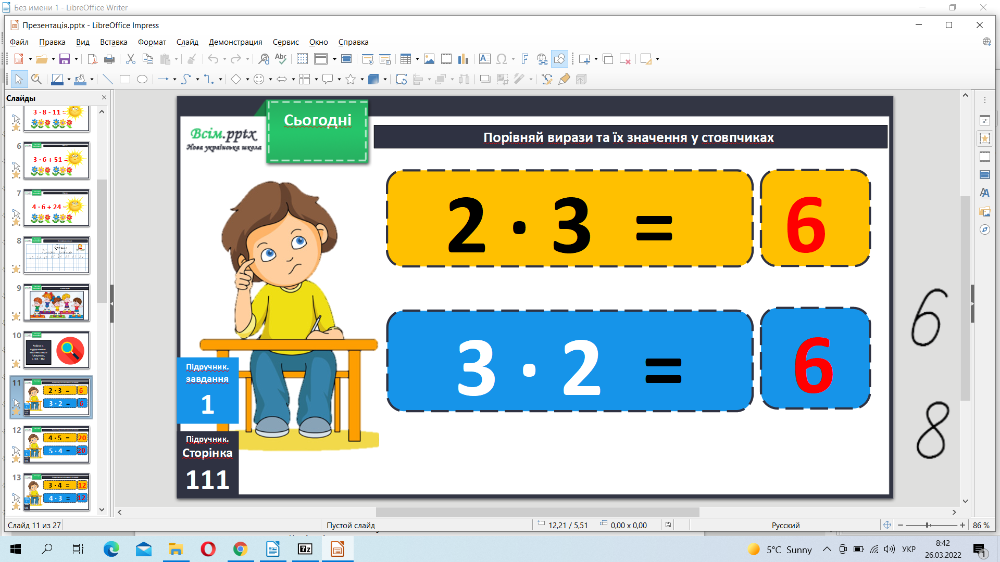 Без имени 1 - LibreOffice Writer
Презентація.pptx - LibreOffice Impress
Файл Правка Вид Вставка Формат Слайд Демонстрация Сервис Окно Справка
Слайды
3 · 8 - 11 =
6
3 · 6 + 51 =
7
4 · 6 + 24 =
8
9
10
Робота із
підручником
11
2 · 3 = 6
3 · 2 = 6
12
4 · 5 = 20
5 · 4 = 20
13
3 · 4 = 12
4 · 3 = 12
Всім.pptx
Нова українська школа
Сьогодні
Порівняй вирази та їх значення у стовпчиках
2 · 3 = 6
3 · 2 = 6
6
8
Підручник.
завдання
1
Підручник.
Сторінка
111
Слайд 11 из 27
Пустой слайд
12,21 / 5,51
0,00 x 0,00
Русский
86 %
7z
5°C Sunny
УКР
8:42
26.03.2022
1